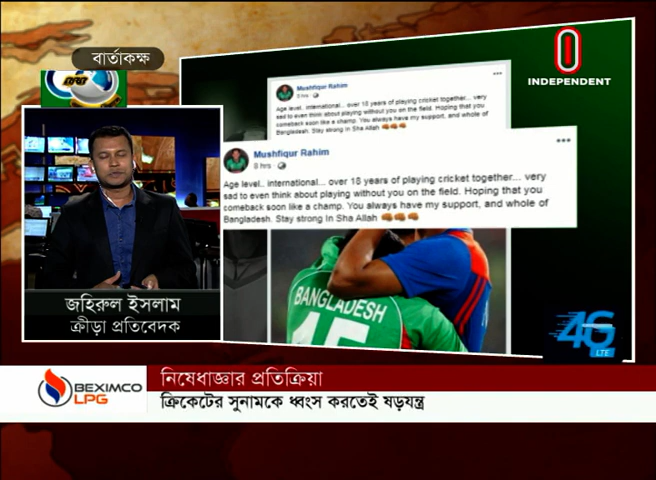 বার্তাকক্ষ
INDEPENDENT
Mushfiqur Rahim
Age level.. international... over 18 years of playing cricket together... very
sad to even think about playing without you on the field. Hoping that you
comeback soon like a champ. You always have my support, and whole of
Bangladesh. Stay strong In Sha Allah
Mushfiqur Rahim
8 hrs
Age level.. international... over 18 years of playing cricket together... very
sad to even think about playing without you on the field. Hoping that you
comeback soon like a champ. You always have my support, and whole of
Bangladesh. Stay strong In Sha Allah
BANGLADESH
15
জহিরুল ইসলাম
ক্রীড়া প্রতিবেদক
4G
LTE
BEXIMCO
LPG
নিষেধাজ্ঞার প্রতিক্রিয়া
ক্রিকেটের সুনামকে ধ্বংস করতেই ষড়যন্ত্র